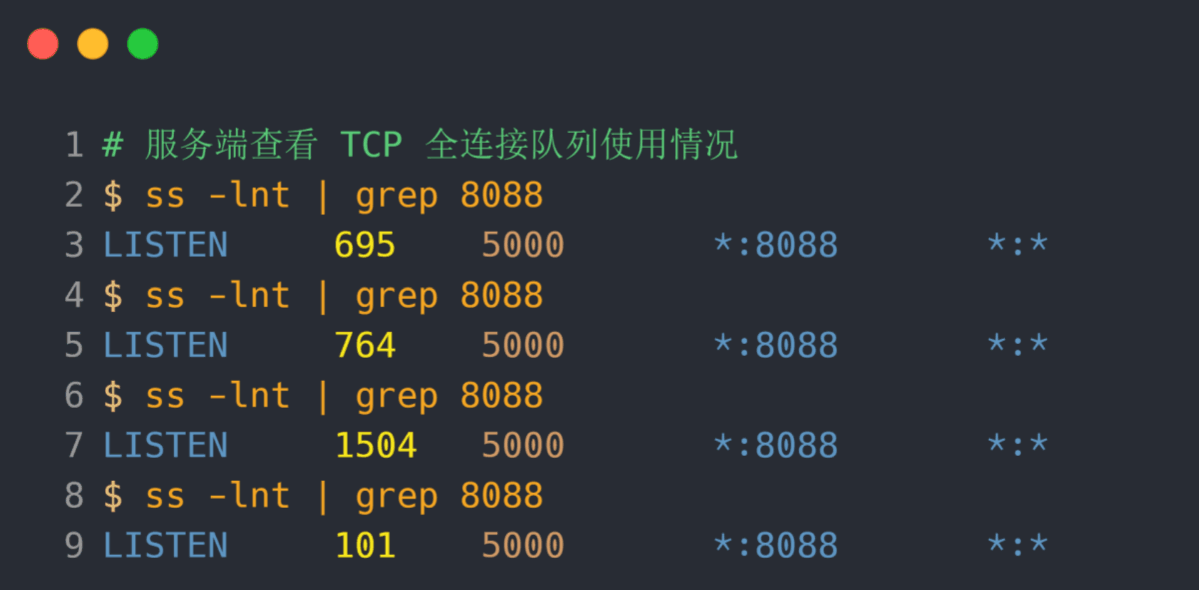 1 # 服务端查看 TCP 全连接队列使用情况
2 $ ss -lnt | grep 8088
3 LISTEN 695 5000 *:8088 *:*
4 $ ss -lnt | grep 8088
5 LISTEN 764 5000 *:8088 *:*
6 $ ss -lnt | grep 8088
7 LISTEN 1504 5000 *:8088 *:*
8 $ ss -lnt | grep 8088
9 LISTEN 101 5000 *:8088 *:*